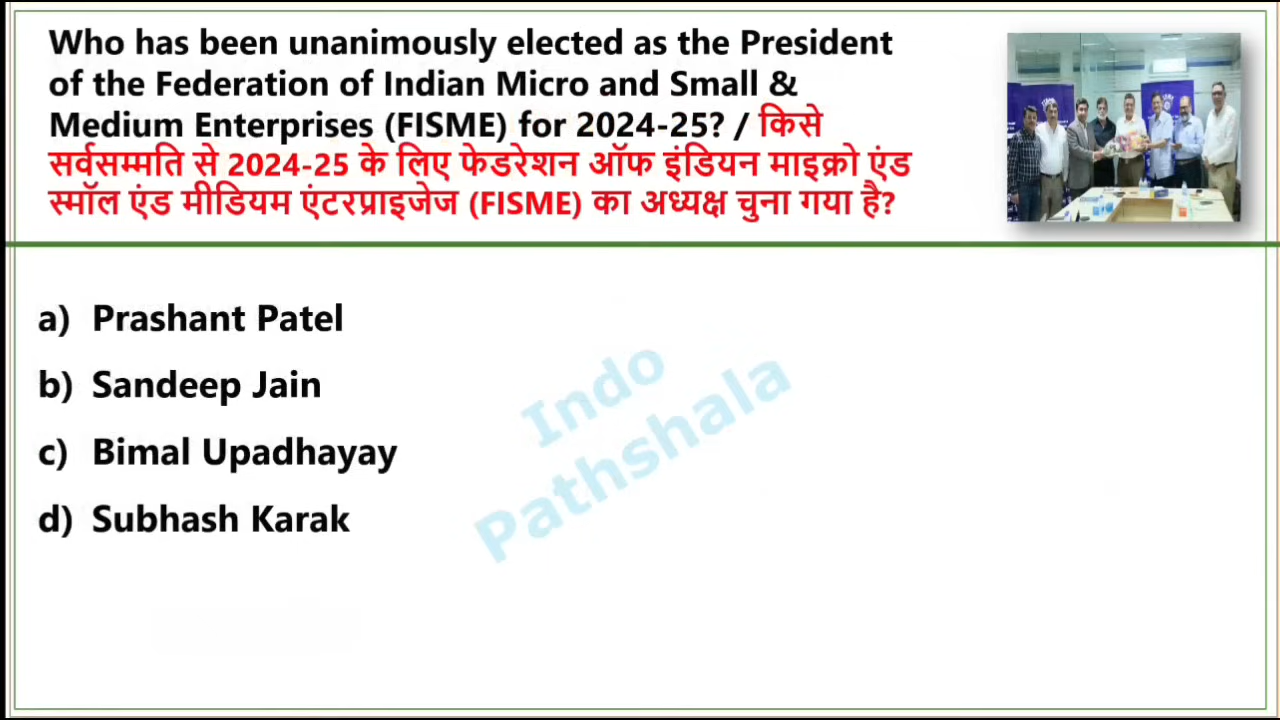 Who has been unanimously elected as the President
of the Federation of Indian Micro and Small &
Medium Enterprises (FISME) for 2024-25? / किसे
सर्वसम्मति से 2024-25 के लिए फेडरेशन ऑफ इंडियन माइक्रो एंड
स्मॉल एंड मीडियम एंटरप्राइजेज (FISME) का अध्यक्ष चुना गया है?
a) Prashant Patel
b) Sandeep Jain
c) Bimal Upadhayay
d) Subhash Karak
Indo
Pathshala